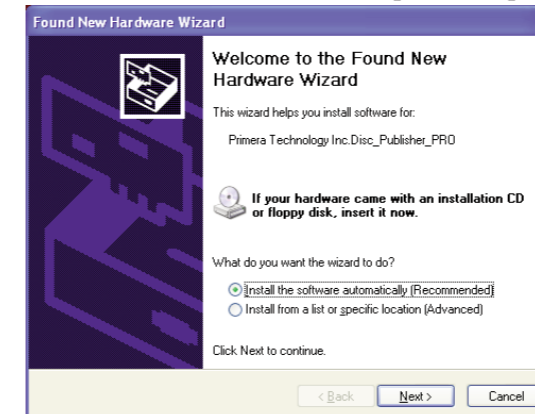 Found New Hardware Wizard
Welcome to the Found New
Hardware Wizard
This wizard helps you install software for:
Primera Technology Inc.Disc_Publisher_PRO
If your hardware came with an installation CD
or floppy disk, insert it now.
What do you want the wizard to do?
Install the software automatically (Recommended)
Install from a list or specific location (Advanced)
Click Next to continue.
< Back Next > Cancel